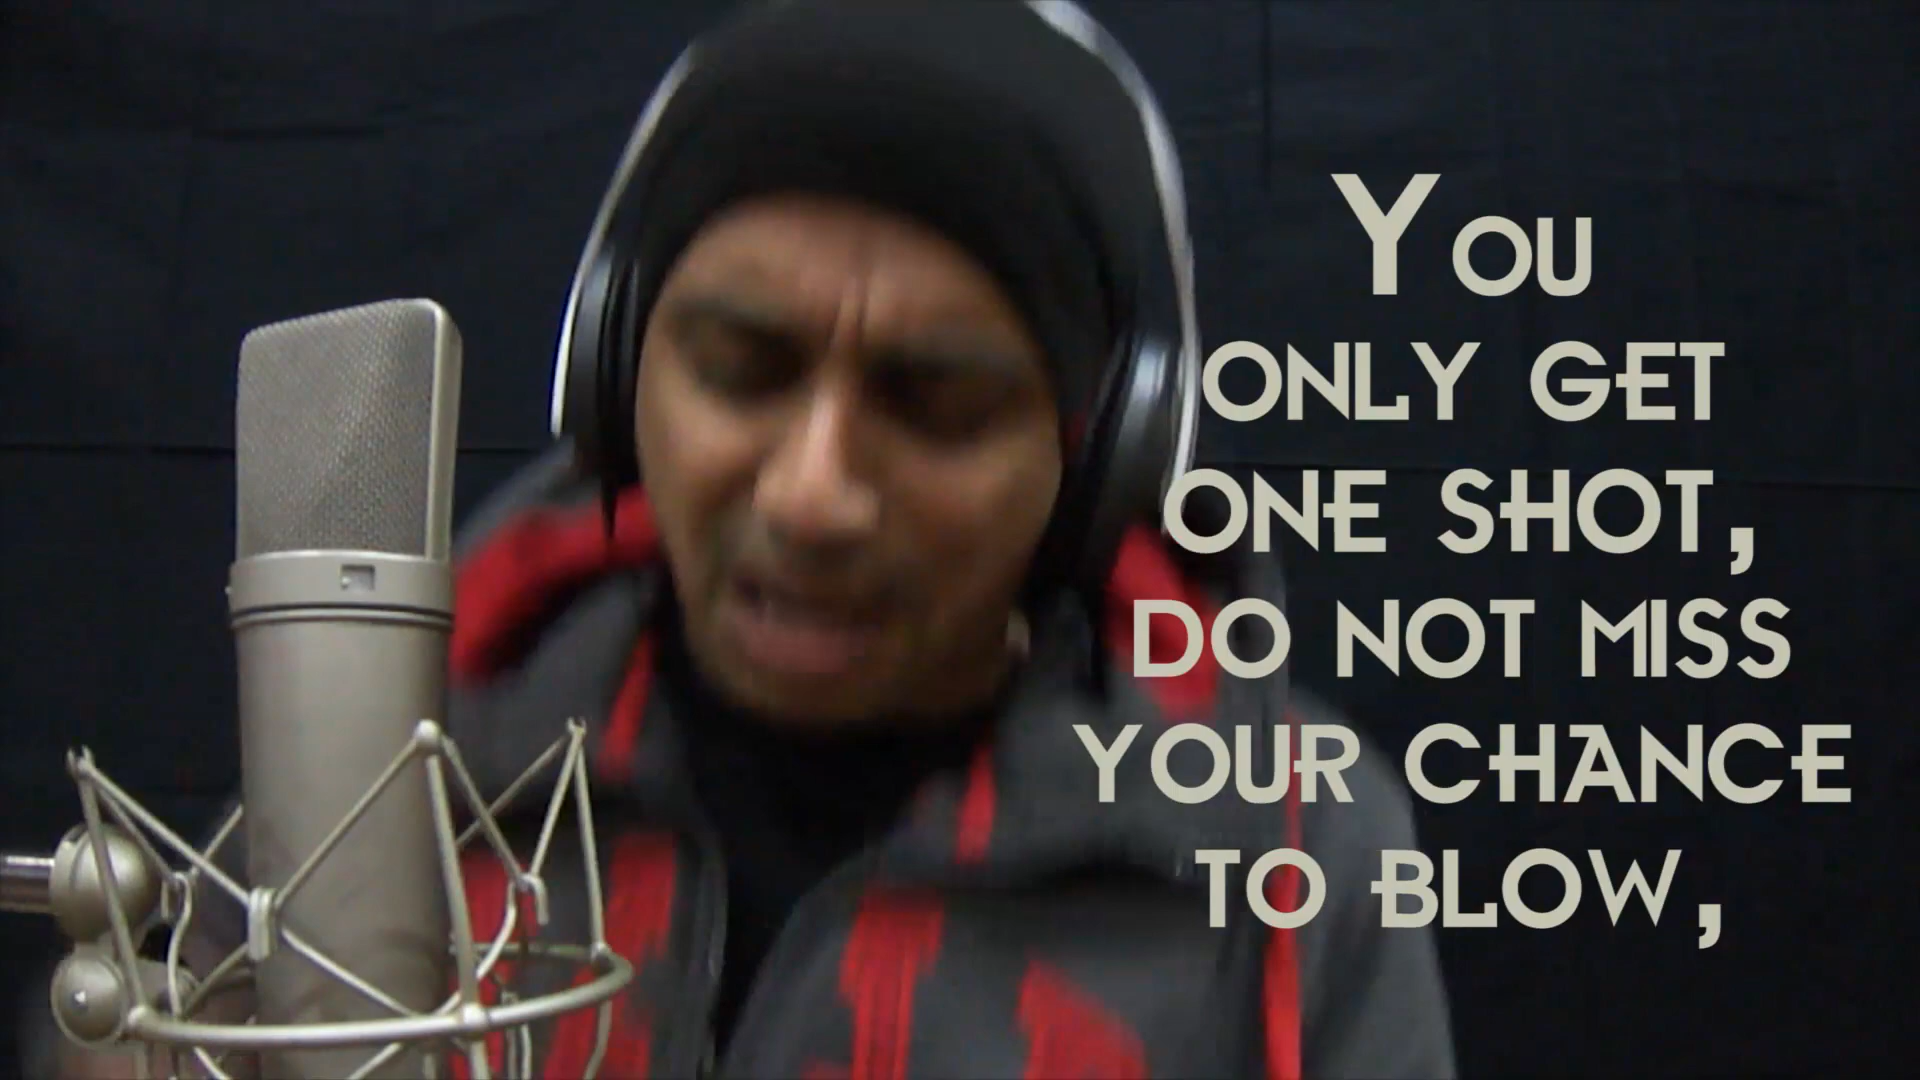 You
only get
one shot,
do not miss
your chance
to blow,